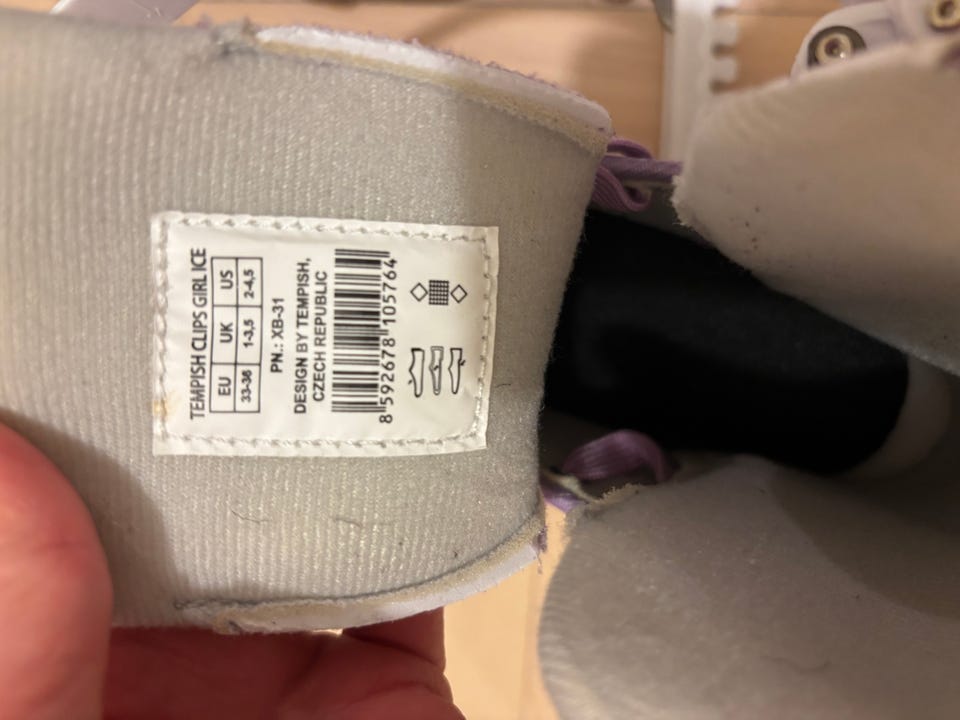 TEMPISH CLIPS GIRL ICE
EU UK US
33-36 1-3,5 2-4,5
PN.: XB-31
DESIGN BY TEMPISH,
CZECH REPUBLIC
8 592678 105764